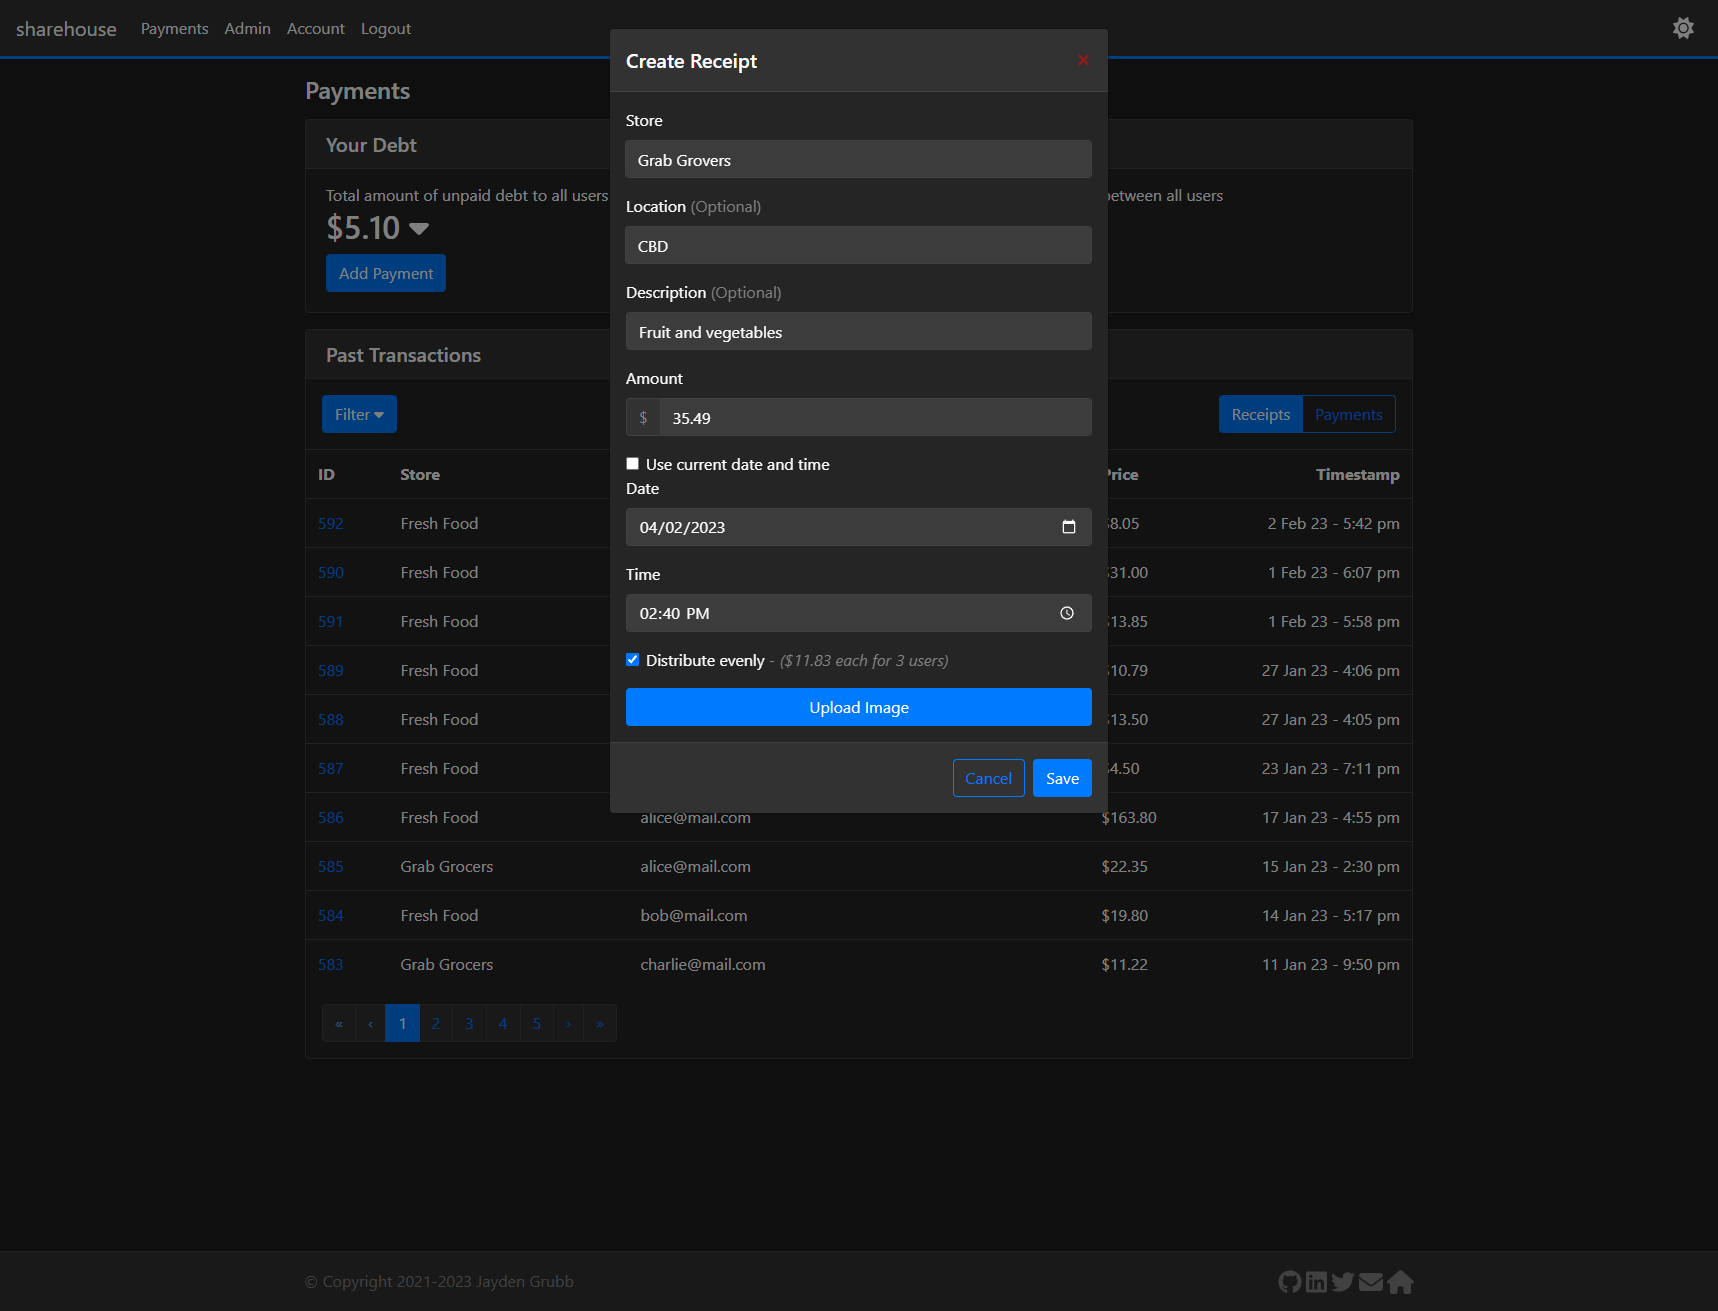 sharehouse Payments Admin Account Logout
Create Receipt
Payments
Your Debt
Total amount of unpaid debt to all users
between all users
$5.10
Add Payment
Past Transactions
Filter
Receipts Payments
ID Store Price Timestamp
592 Fresh Food $8.05 2 Feb 23 - 5:42 pm
590 Fresh Food $31.00 1 Feb 23 - 6:07 pm
591 Fresh Food $13.85 1 Feb 23 - 5:58 pm
589 Fresh Food $10.79 27 Jan 23 - 4:06 pm
588 Fresh Food $13.50 27 Jan 23 - 4:05 pm
587 Fresh Food $4.50 23 Jan 23 - 7:11 pm
586 Fresh Food alice@mail.com $163.80 17 Jan 23 - 4:55 pm
585 Grab Grocers alice@mail.com $22.35 15 Jan 23 - 2:30 pm
584 Fresh Food bob@mail.com $19.80 14 Jan 23 - 5:17 pm
583 Grab Grocers charlie@mail.com $11.22 11 Jan 23 - 9:50 pm
« ‹ 1 2 3 4 5 › »
Store
Grab Grovers
Location (Optional)
CBD
Description (Optional)
Fruit and vegetables
Amount
$ 35.49
Use current date and time
Date
04/02/2023
Time
02:40 PM
Distribute evenly - ($11.83 each for 3 users)
Upload Image
Cancel Save
© Copyright 2021-2023 Jayden Grubb